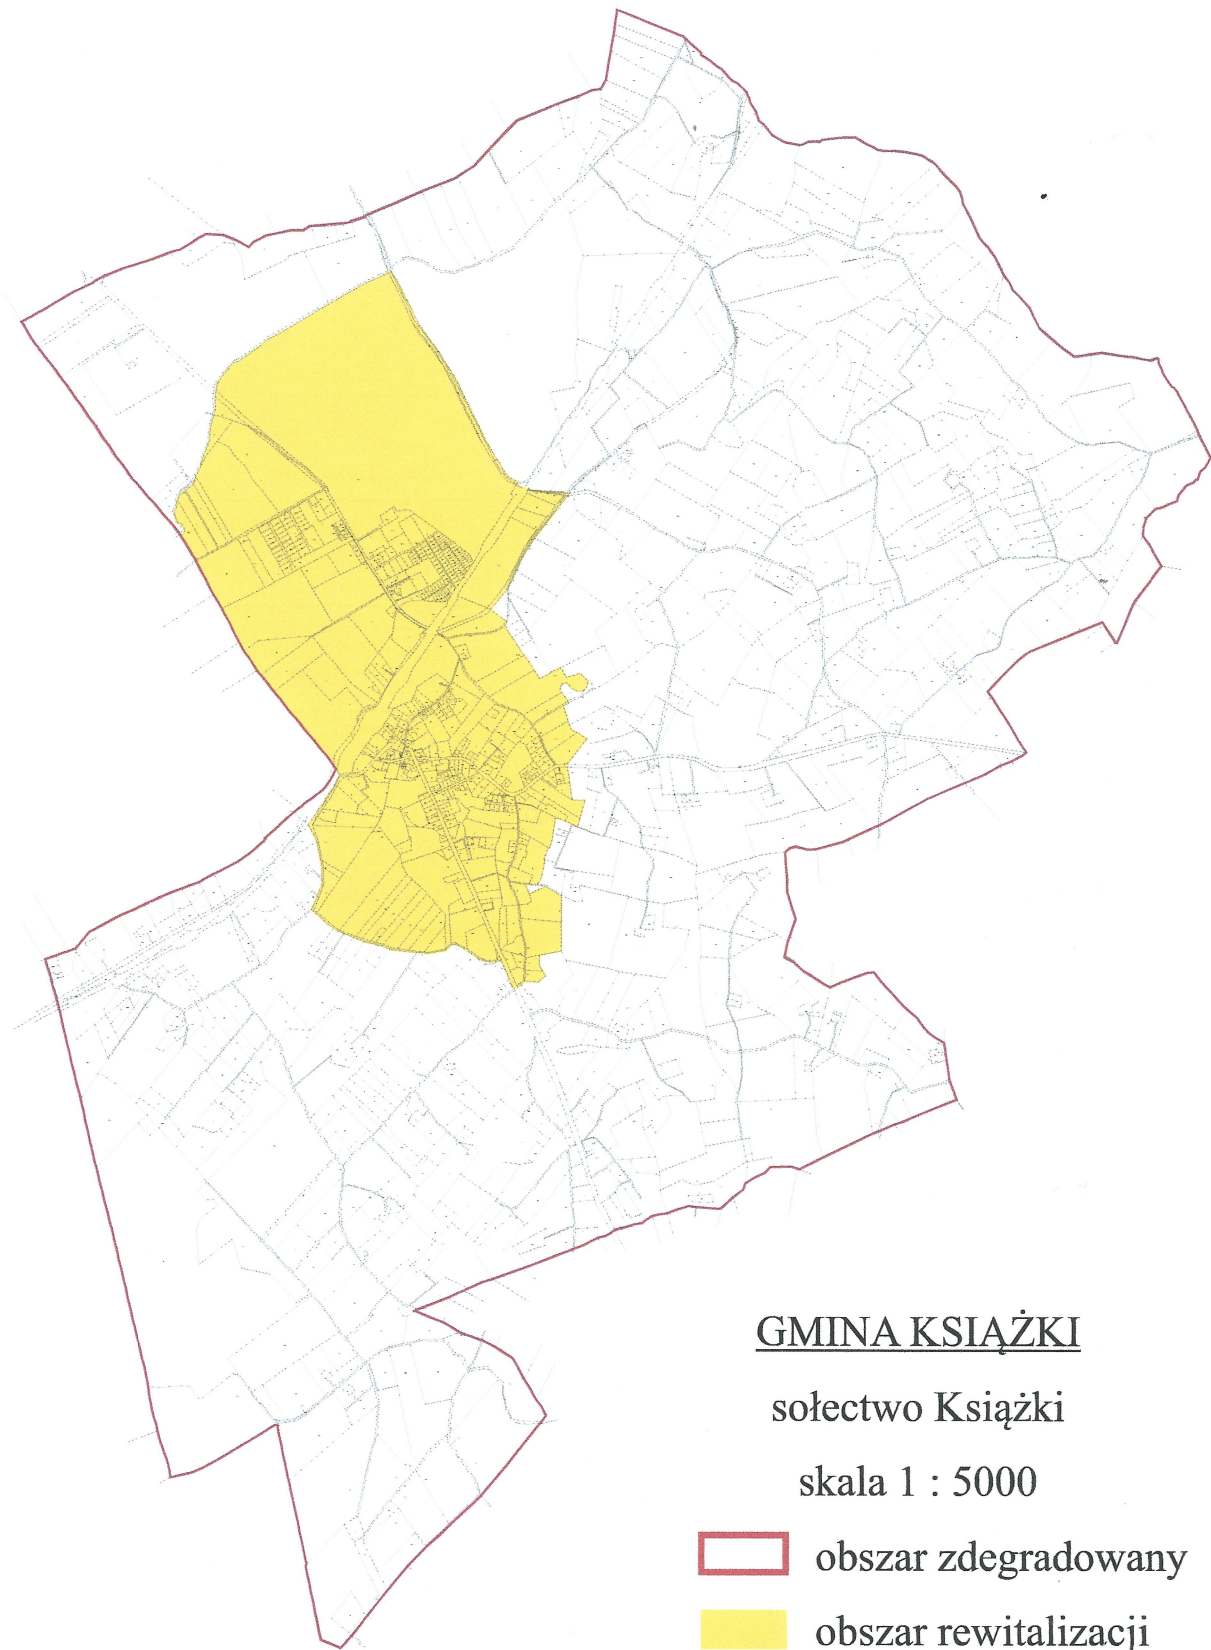 GMINA KSIĄŻKI
sołectwo Książki
skala 1 : 5000
obszar zdegradowany
obszar rewitalizacji